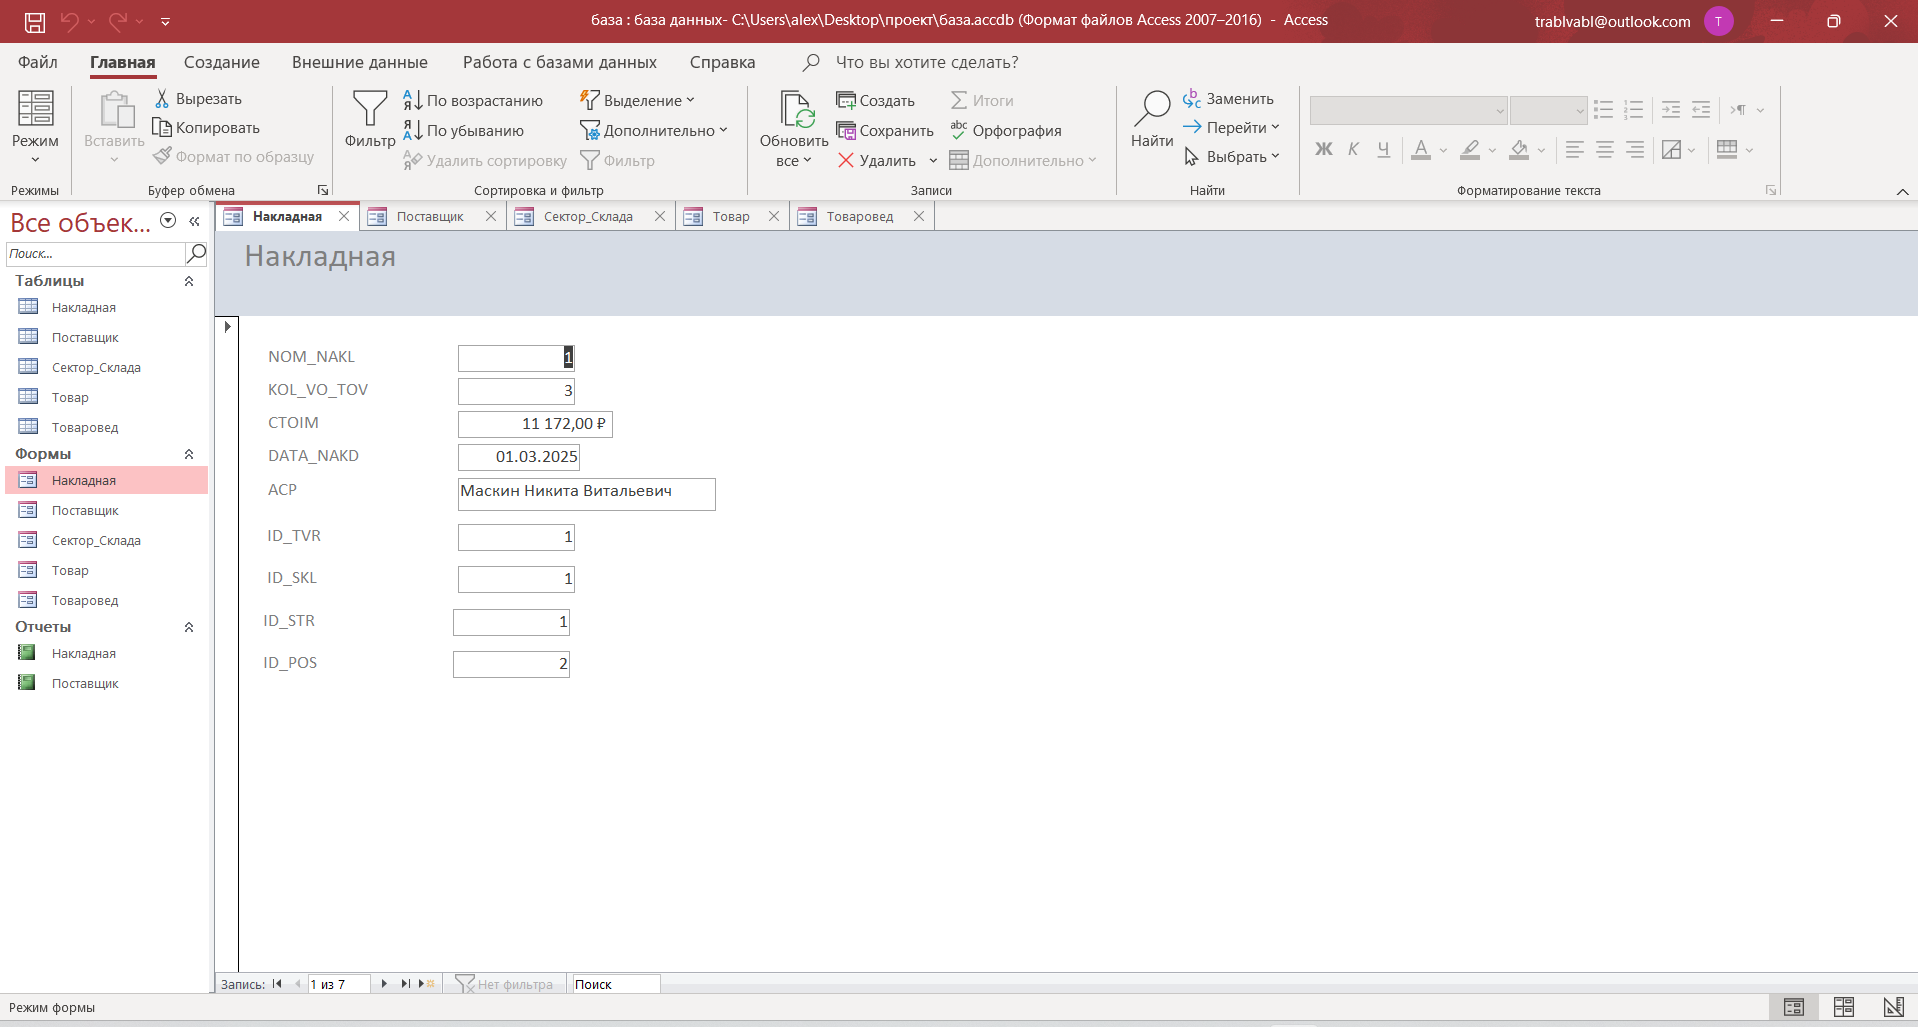 база : база данных- C:\Users\alex\Desktop\проект\база.accdb (Формат файлов Access 2007–2016) - Access
trablvabl@outlook.com
T
Файл Главная Создание Внешние данные Работа с базами данных Справка Что вы хотите сделать?
Режим
Режимы
Вставить
Вырезать
Копировать
Формат по образцу
Буфер обмена
Фильтр
По возрастанию
По убыванию
Удалить сортировку
Выделение
Дополнительно
Фильтр
Сортировка и фильтр
Обновить
все
Создать
Сохранить
Удалить
Итоги
Орфография
Дополнительно
Записи
Найти
Заменить
Перейти
Выбрать
Найти
Ж К Ч А
Форматирование текста
Все объек...
Поиск...
Таблицы
Накладная
Поставщик
Сектор_Склада
Товар
Товаровед
Формы
Накладная
Поставщик
Сектор_Склада
Товар
Товаровед
Отчеты
Накладная
Поставщик
Накладная Поставщик Сектор_Склада Товар Товаровед
Накладная
NOM_NAKL 1
KOL_VO_TOV 3
CTOIM 11 172,00 ₽
DATA_NAKD 01.03.2025
ACP Маскин Никита Витальевич
ID_TVR 1
ID_SKL 1
ID_STR 1
ID_POS 2
Запись: 1 из 7 Нет фильтра Поиск
Режим формы